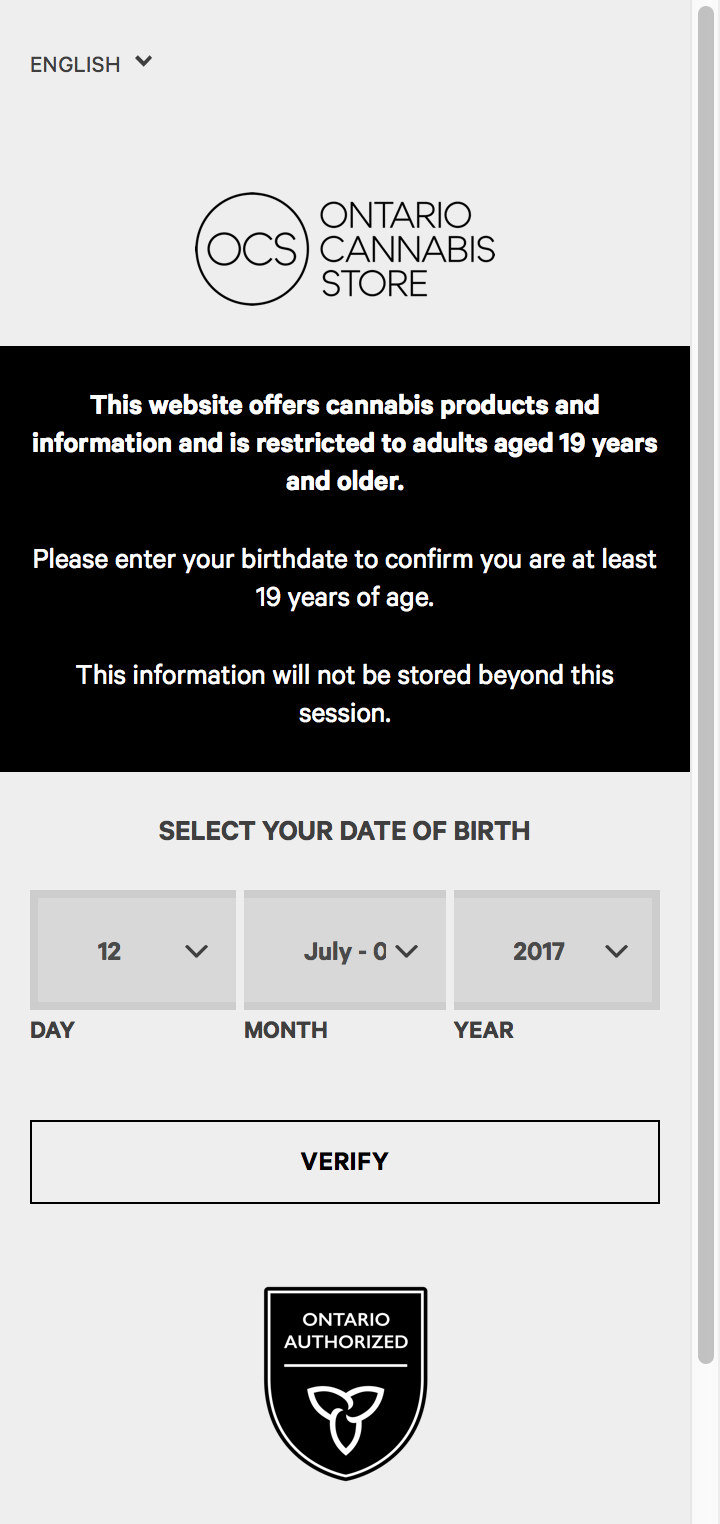 ENGLISH
OCS
ONTARIO
CANNABIS
STORE
This website offers cannabis products and
information and is restricted to adults aged 19 years
and older.
Please enter your birthdate to confirm you are at least
19 years of age.
This information will not be stored beyond this
session.
SELECT YOUR DATE OF BIRTH
12 July - 0 2017
DAY MONTH YEAR
VERIFY
ONTARIO
AUTHORIZED